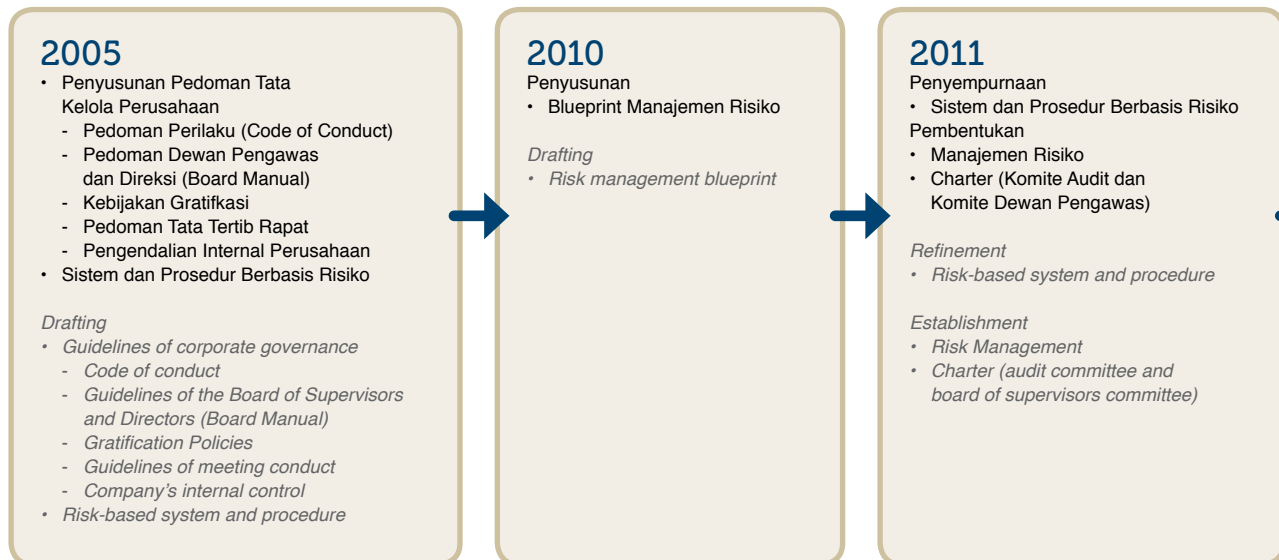 2005
• Penyusunan Pedoman Tata
Kelola Perusahaan
- Pedoman Perilaku (Code of Conduct)
- Pedoman Dewan Pengawas
dan Direksi (Board Manual)
- Kebijakan Gratifkasi
- Pedoman Tata Tertib Rapat
- Pengendalian Internal Perusahaan
• Sistem dan Prosedur Berbasis Risiko
Drafting
• Guidelines of corporate governance
- Code of conduct
- Guidelines of the Board of Supervisors
and Directors (Board Manual)
- Gratification Policies
- Guidelines of meeting conduct
- Company’s internal control
• Risk-based system and procedure
2010
Penyusunan
• Blueprint Manajemen Risiko
Drafting
• Risk management blueprint
2011
Penyempurnaan
• Sistem dan Prosedur Berbasis Risiko
Pembentukan
• Manajemen Risiko
• Charter (Komite Audit dan
Komite Dewan Pengawas)
Refinement
• Risk-based system and procedure
Establishment
• Risk Management
• Charter (audit committee and
board of supervisors committee)